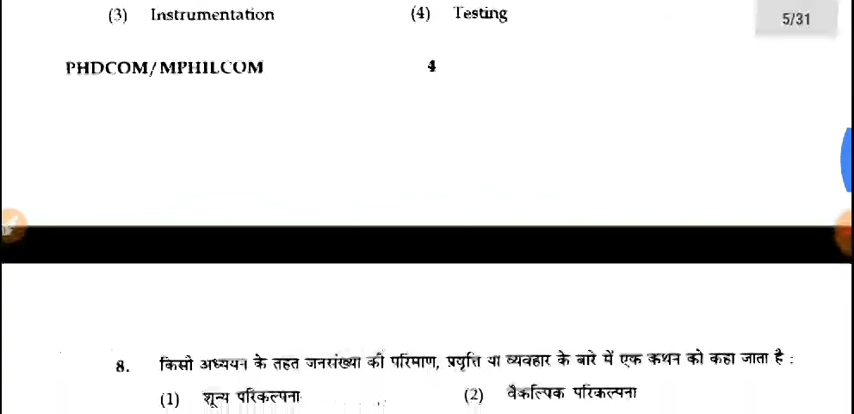 (3) Instrumentation (4) Testing
5/31
PHDCOM/MPHILCOM 4
8. किसी अध्ययन के तहत जनसंख्या की परिमाण, प्रवृत्ति या व्यवहार के बारे में एक कथन को कहा जाता है :
(1) शून्य परिकल्पना (2) वैकल्पिक परिकल्पना